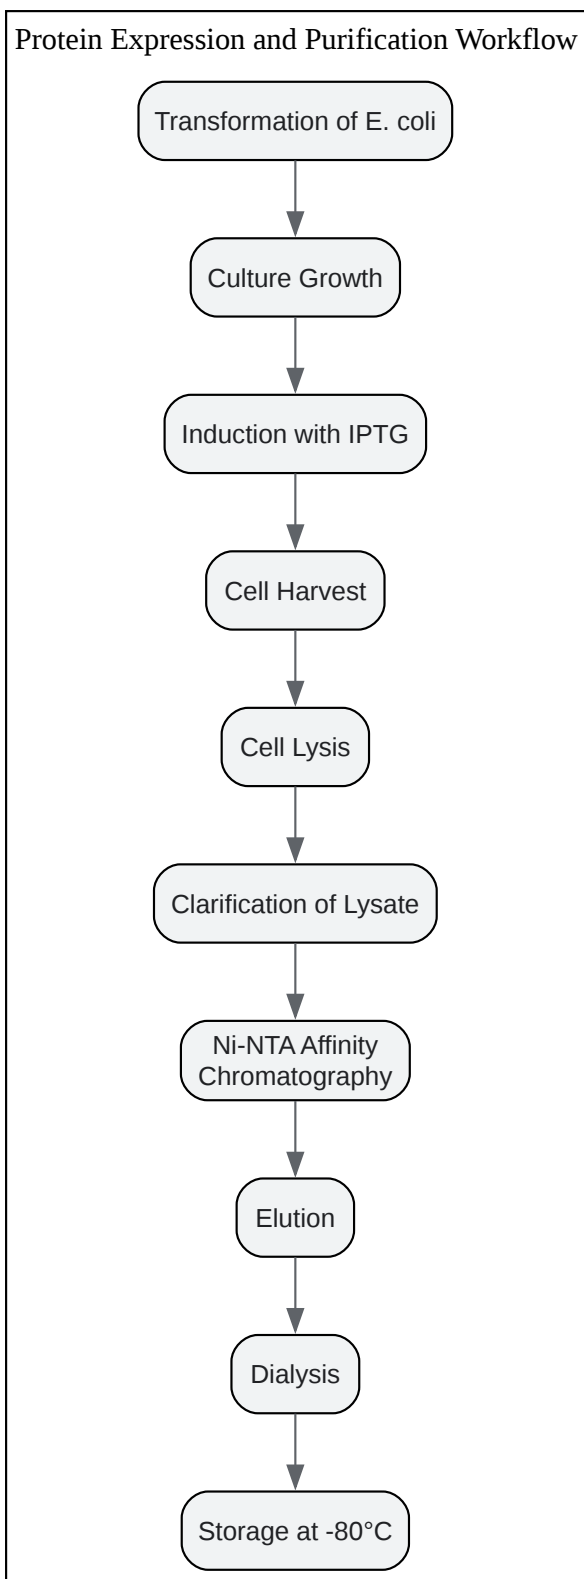 Protein Expression and Purification Workflow
Transformation of E. coli
Culture Growth
Induction with IPTG
Cell Harvest
Cell Lysis
Clarification of Lysate
Ni-NTA Affinity
Chromatography
Elution
Dialysis
Storage at -80°C